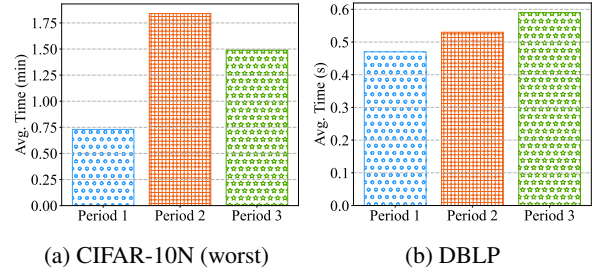 Avg. Time (min)
1.75
1.50
1.25
1.00
0.75
0.50
0.25
0.00
Period 1 Period 2 Period 3
(a) CIFAR-10N (worst)
Avg. Time (s)
0.6
0.5
0.4
0.3
0.2
0.1
0.0
Period 1 Period 2 Period 3
(b) DBLP